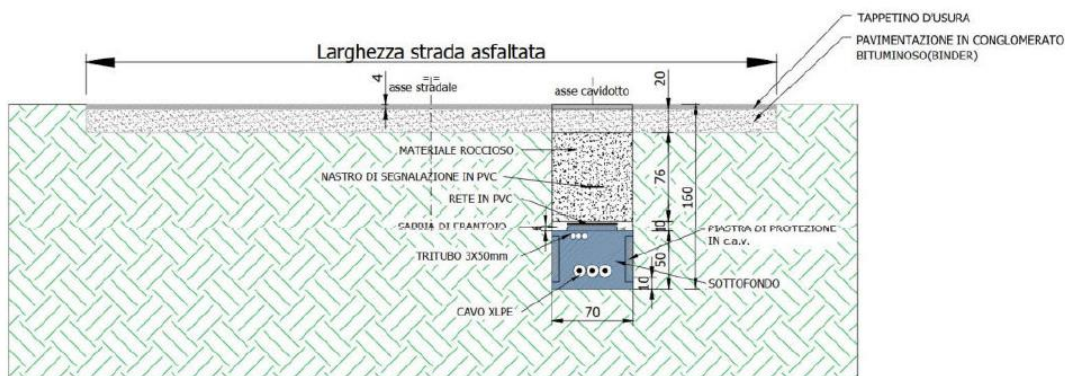 TAPPETINO D'USURA
PAVIMENTAZIONE IN CONGLOMERATO
BITUMINOSO(BINDER)
Larghezza strada asfaltata
4
asse stradale
asse cavidotto
20
MATERIALE ROCCIOSO
NASTRO DI SEGNALAZIONE IN PVC
76
160
RETE IN PVC
SABBIA DI FRANTOIO
10
PIASTRA DI PROTEZIONE
IN c.a.v.
TRITUBO 3X50mm
50
SOTTOFONDO
10
CAVO XLPE
70